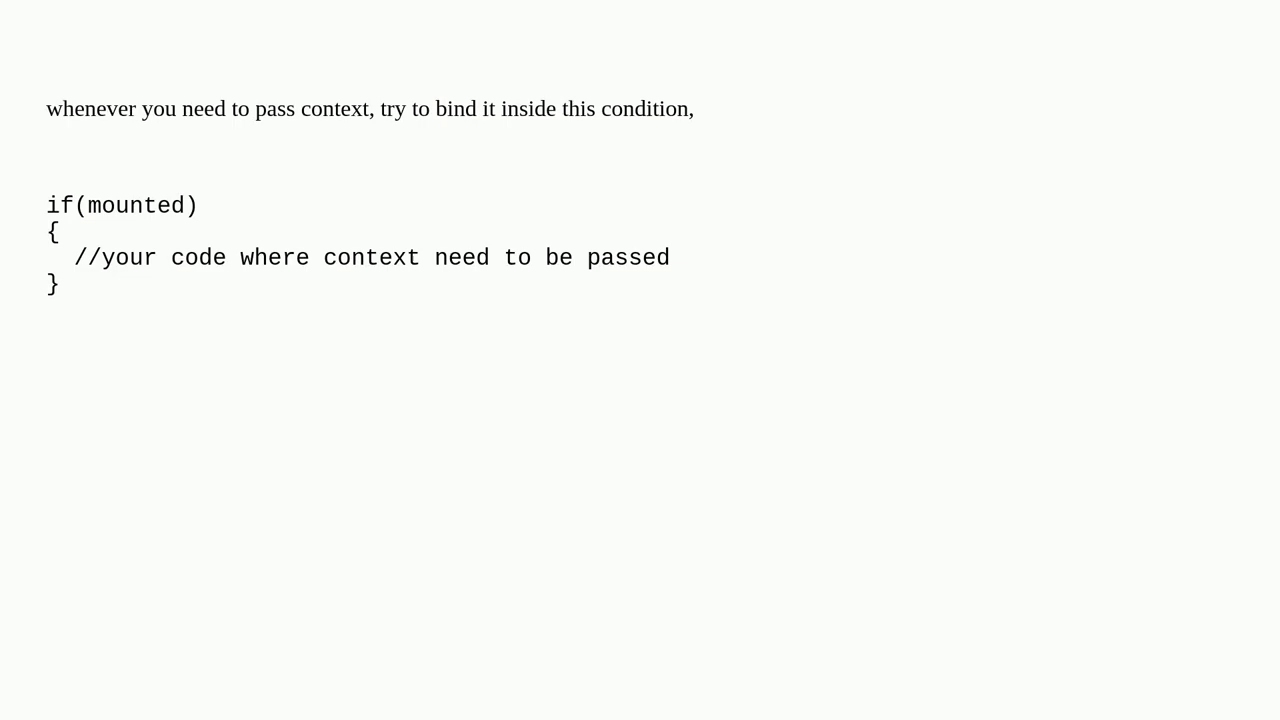 whenever you need to pass context, try to bind it inside this condition,
if(mounted)
{
  //your code where context need to be passed
}